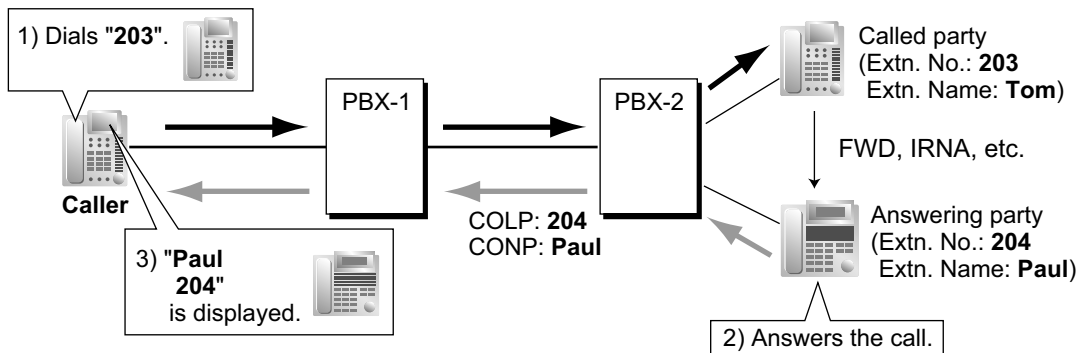 1) Dials "203".
PBX-1
PBX-2
Called party
(Extn. No.: 203
Extn. Name: Tom)
FWD, IRNA, etc.
Caller
COLP: 204
CONP: Paul
Answering party
(Extn. No.: 204
Extn. Name: Paul)
3) "Paul
204"
is displayed.
2) Answers the call.